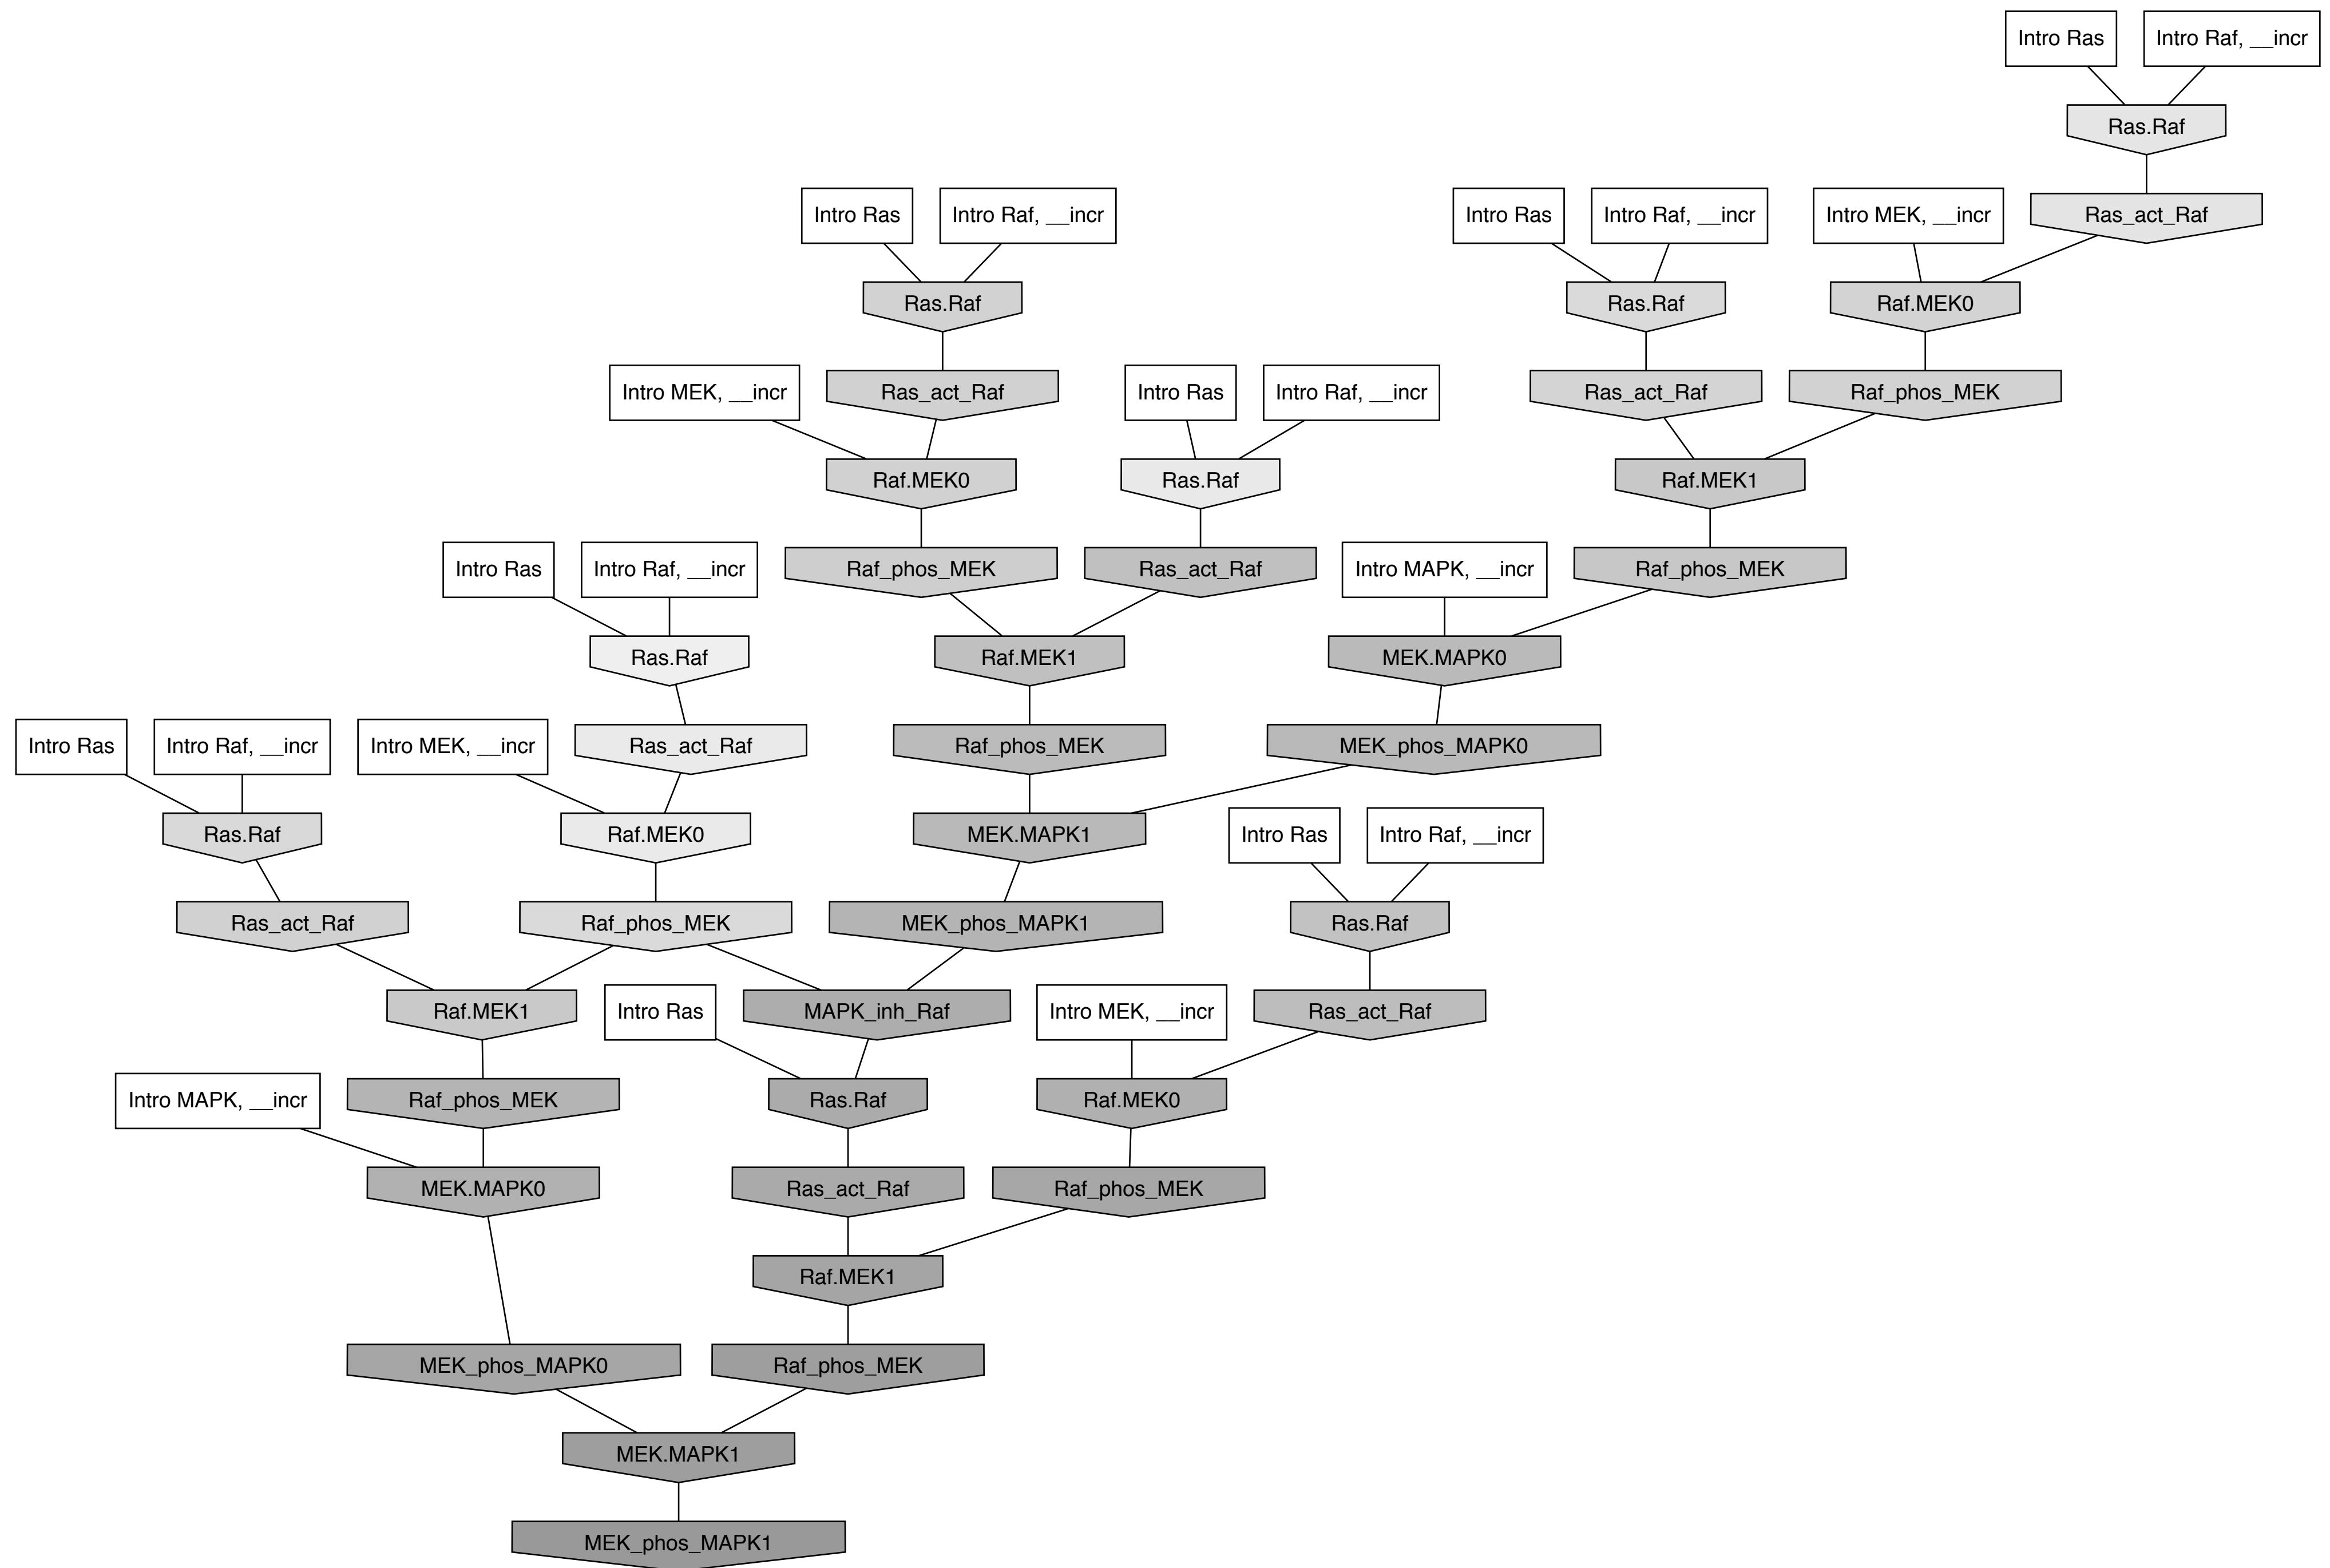 Intro Ras
Intro Raf, __incr
Ras.Raf
Intro Ras
Intro Raf, __incr
Intro Ras
Intro Raf, __incr
Intro MEK, __incr
Ras_act_Raf
Ras.Raf
Ras.Raf
Raf.MEK0
Intro MEK, __incr
Ras_act_Raf
Intro Ras
Intro Raf, __incr
Ras_act_Raf
Raf_phos_MEK
Raf.MEK0
Ras.Raf
Raf.MEK1
Intro Ras
Intro Raf, __incr
Raf_phos_MEK
Ras_act_Raf
Intro MAPK, __incr
Raf_phos_MEK
Ras.Raf
Raf.MEK1
MEK.MAPK0
Intro Ras
Intro Raf, __incr
Intro MEK, __incr
Ras_act_Raf
Raf_phos_MEK
MEK_phos_MAPK0
Ras.Raf
Raf.MEK0
MEK.MAPK1
Intro Ras
Intro Raf, __incr
Ras_act_Raf
Raf_phos_MEK
MEK_phos_MAPK1
Ras.Raf
Raf.MEK1
Intro Ras
MAPK_inh_Raf
Intro MEK, __incr
Ras_act_Raf
Intro MAPK, __incr
Raf_phos_MEK
Ras.Raf
Raf.MEK0
MEK.MAPK0
Ras_act_Raf
Raf_phos_MEK
Raf.MEK1
MEK_phos_MAPK0
Raf_phos_MEK
MEK.MAPK1
MEK_phos_MAPK1